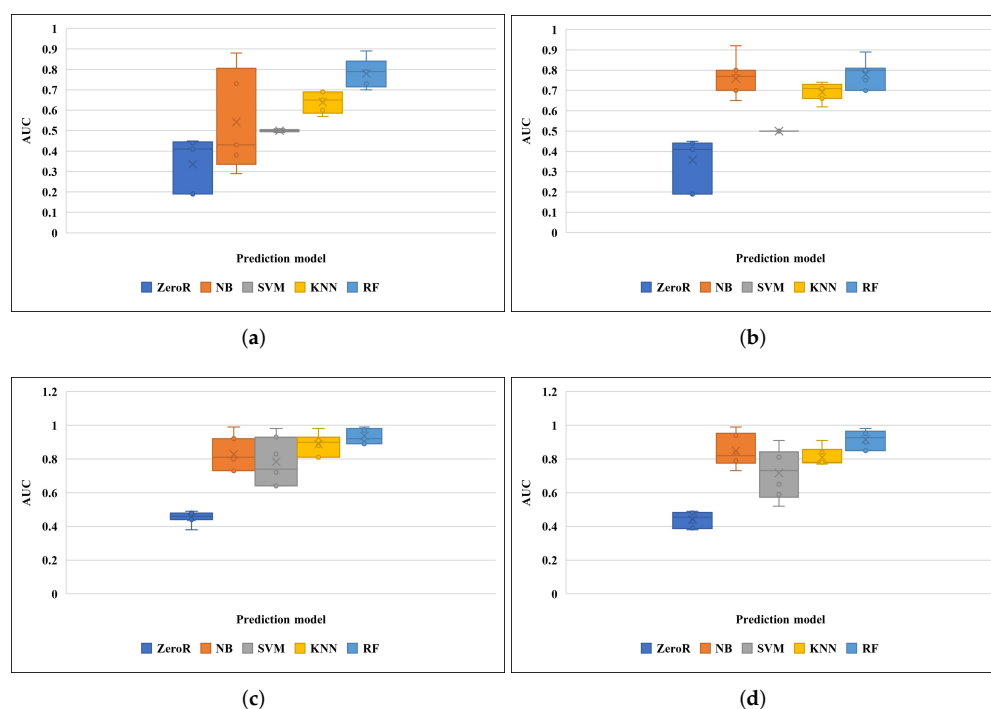 1
0.9
0.8
0.7
0.6
0.5
0.4
0.3
0.2
0.1
0
AUC
Prediction model
ZeroR NB SVM KNN RF
(a)
1
0.9
0.8
0.7
0.6
0.5
0.4
0.3
0.2
0.1
0
AUC
Prediction model
ZeroR NB SVM KNN RF
(b)
1.2
1
0.8
0.6
0.4
0.2
0
AUC
Prediction model
ZeroR NB SVM KNN RF
(c)
1.2
1
0.8
0.6
0.4
0.2
0
AUC
Prediction model
ZeroR NB SVM KNN RF
(d)